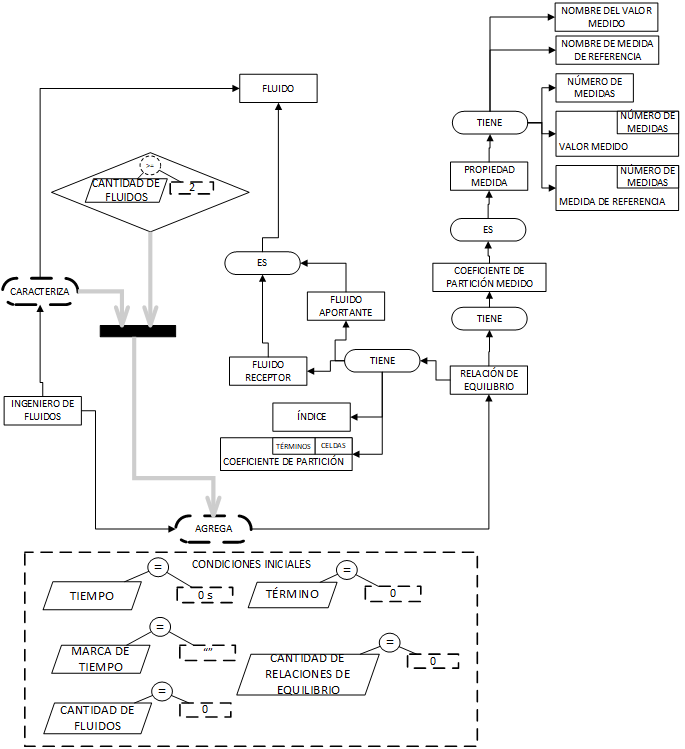 NOMBRE DEL VALOR
MEDIDO
NOMBRE DE MEDIDA
DE REFERENCIA
FLUIDO
NÚMERO DE
MEDIDAS
TIENE
NÚMERO DE
MEDIDAS
VALOR MEDIDO
>=
CANTIDAD DE
FLUIDOS
2
PROPIEDAD
MEDIDA
NÚMERO DE
MEDIDAS
MEDIDA DE REFERENCIA
ES
ES
COEFICIENTE DE
PARTICIÓN MEDIDO
CARACTERIZA
FLUIDO
APORTANTE
TIENE
FLUIDO
RECEPTOR
TIENE
RELACIÓN DE
EQUILIBRIO
INGENIERO DE
FLUIDOS
ÍNDICE
TÉRMINOS
CELDAS
COEFICIENTE DE PARTICIÓN
AGREGA
CONDICIONES INICIALES
=
TIEMPO
0 s
=
TÉRMINO
0
=
MARCA DE
TIEMPO
“”
=
CANTIDAD DE
RELACIONES DE
EQUILIBRIO
0
=
CANTIDAD DE
FLUIDOS
0